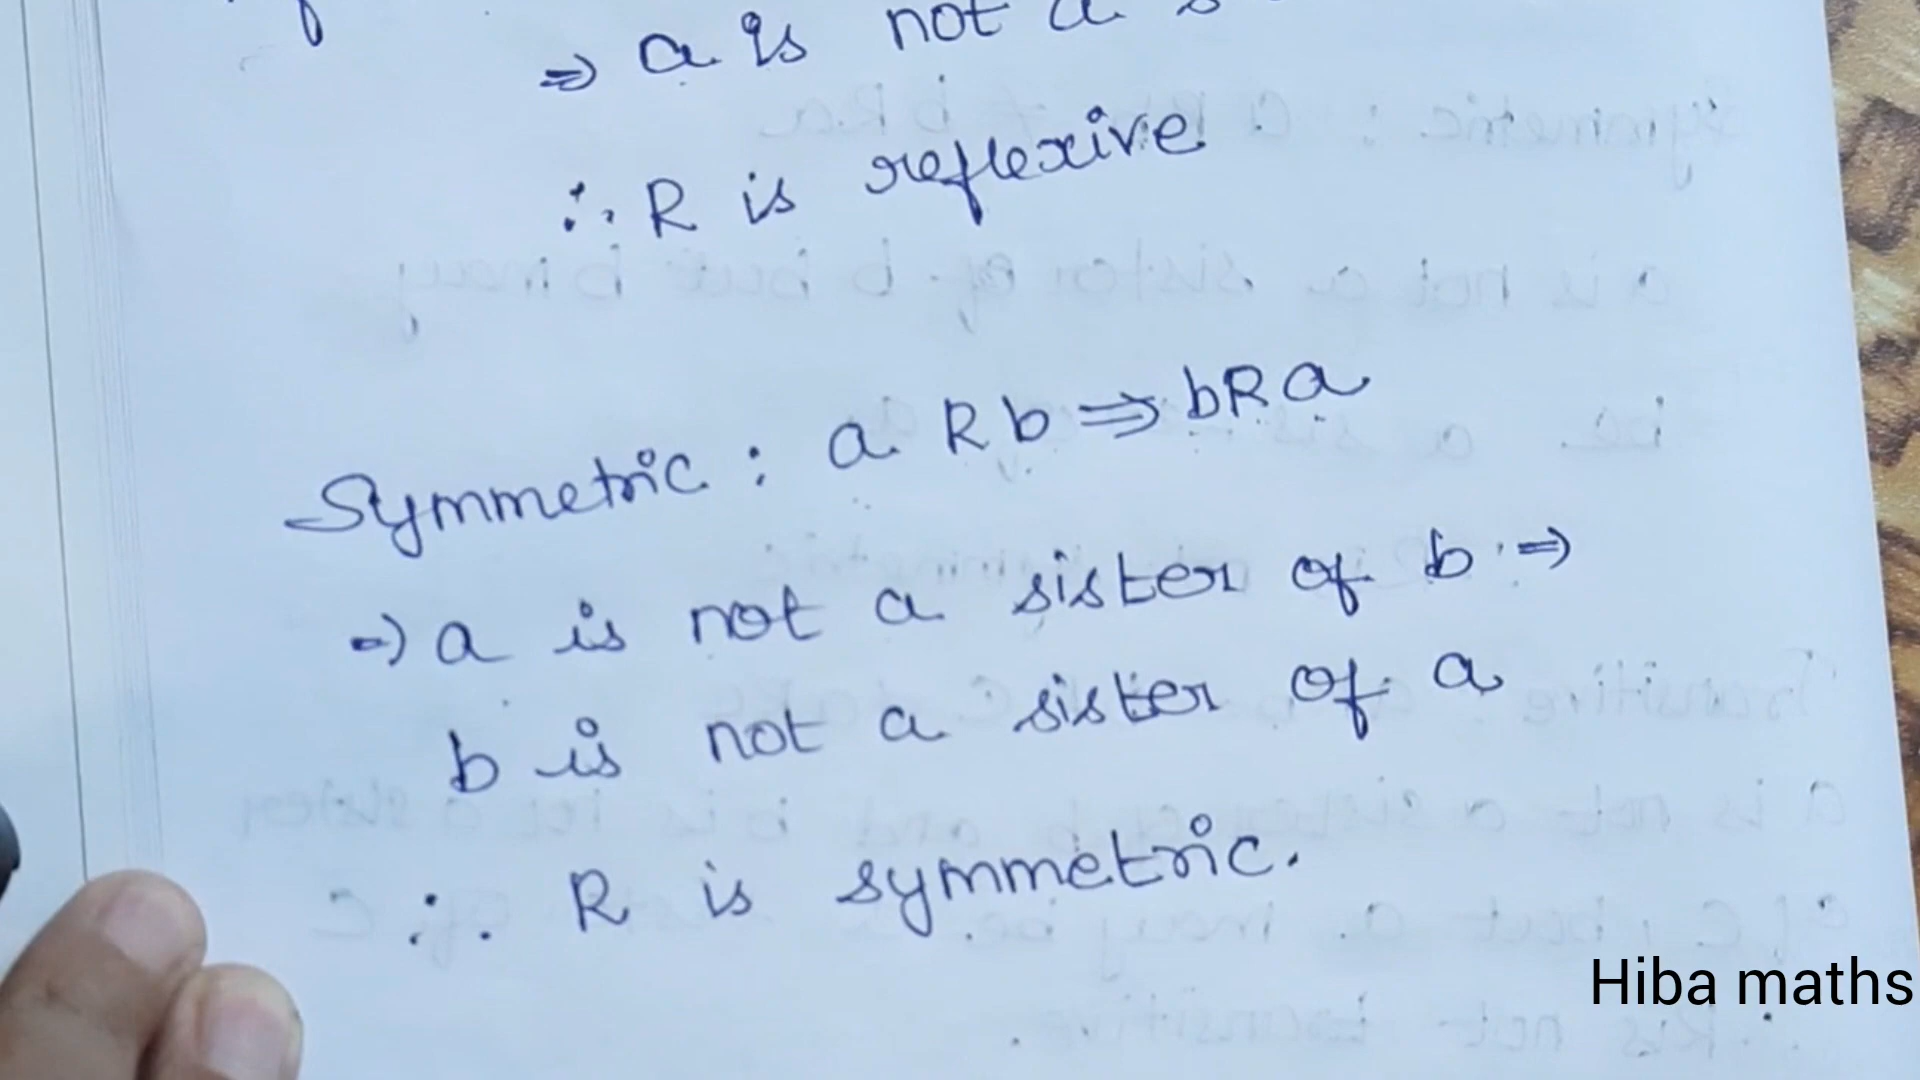 ⇒ a is not a
∴ R is reflexive
Symmetric : a R b ⇒ bRa
⇒ a is not a sister of b ⇒
b is not a sister of a
∴ R is symmetric.
Hiba maths